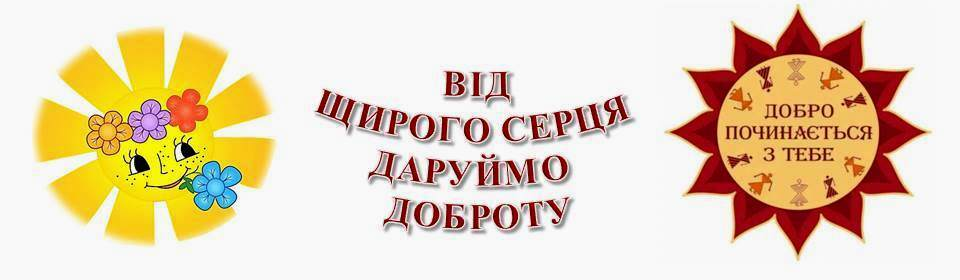 ВІД
ЩИРОГО СЕРЦЯ
ДАРУЙМО
ДОБРОТУ
ДОБРО
ПОЧИНАЄТЬСЯ
З ТЕБЕ